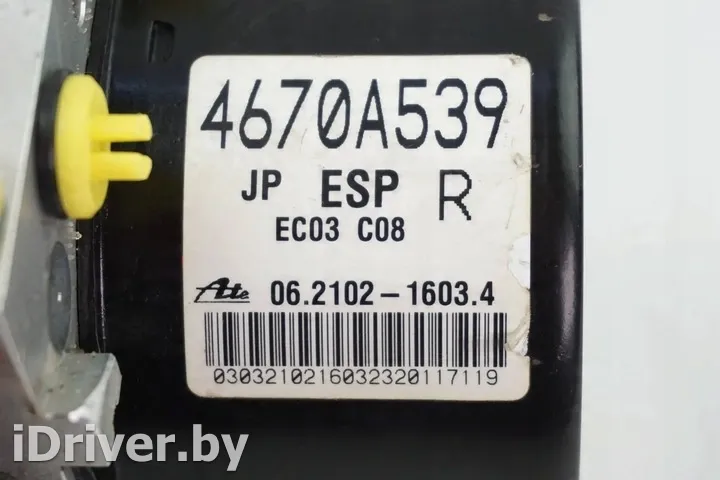 4670A539
JP ESP R
EC03 C08
Ate 06.2102-1603.4
0303210216032320117119
iDriver.by